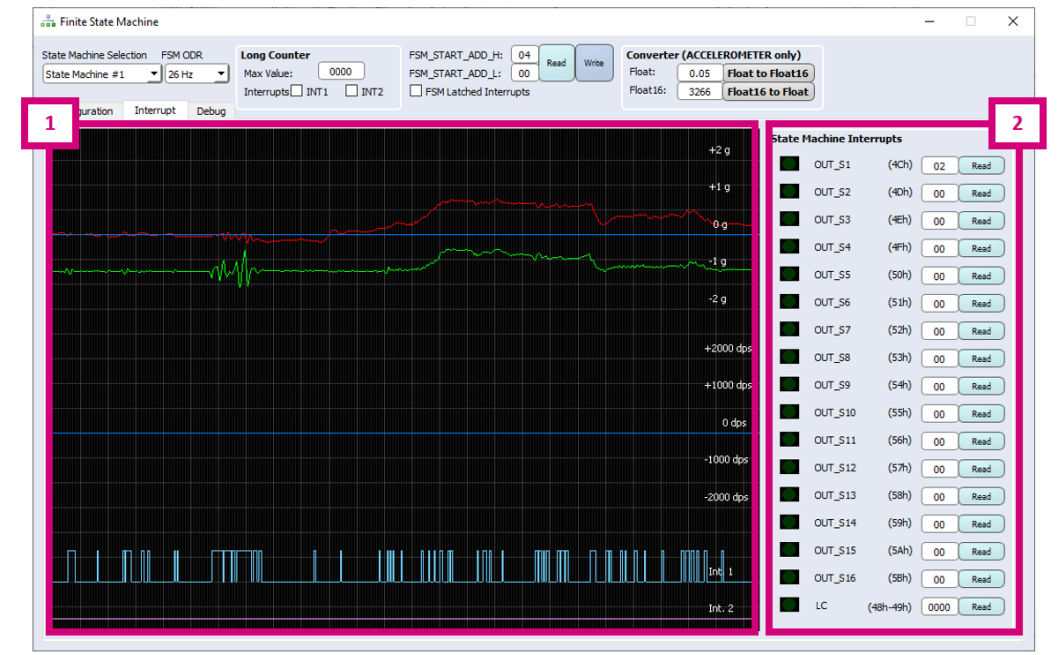 Finite State Machine
State Machine Selection FSM ODR
State Machine #1 26 Hz
Long Counter
Max Value: 0000
Interrupts: INT1 INT2
FSM_START_ADD_H: 04
FSM_START_ADD_L: 00
Read Write
FSM Latched Interrupts
Converter (ACCELEROMETER only)
Float: 0.05 Float to Float16
Float16: 3266 Float16 to Float
Interrupt Debug
1
2
+2 g
+1 g
0 g
-1 g
-2 g
+2000 dps
+1000 dps
0 dps
-1000 dps
-2000 dps
Int. 1
Int. 2
State Machine Interrupts
OUT_S1 (4Ch) 02 Read
OUT_S2 (4Dh) 00 Read
OUT_S3 (4Eh) 00 Read
OUT_S4 (4Fh) 00 Read
OUT_S5 (50h) 00 Read
OUT_S6 (51h) 00 Read
OUT_S7 (52h) 00 Read
OUT_S8 (53h) 00 Read
OUT_S9 (54h) 00 Read
OUT_S10 (55h) 00 Read
OUT_S11 (56h) 00 Read
OUT_S12 (57h) 00 Read
OUT_S13 (58h) 00 Read
OUT_S14 (59h) 00 Read
OUT_S15 (5Ah) 00 Read
OUT_S16 (5Bh) 00 Read
LC (48h-49h) 0000 Read